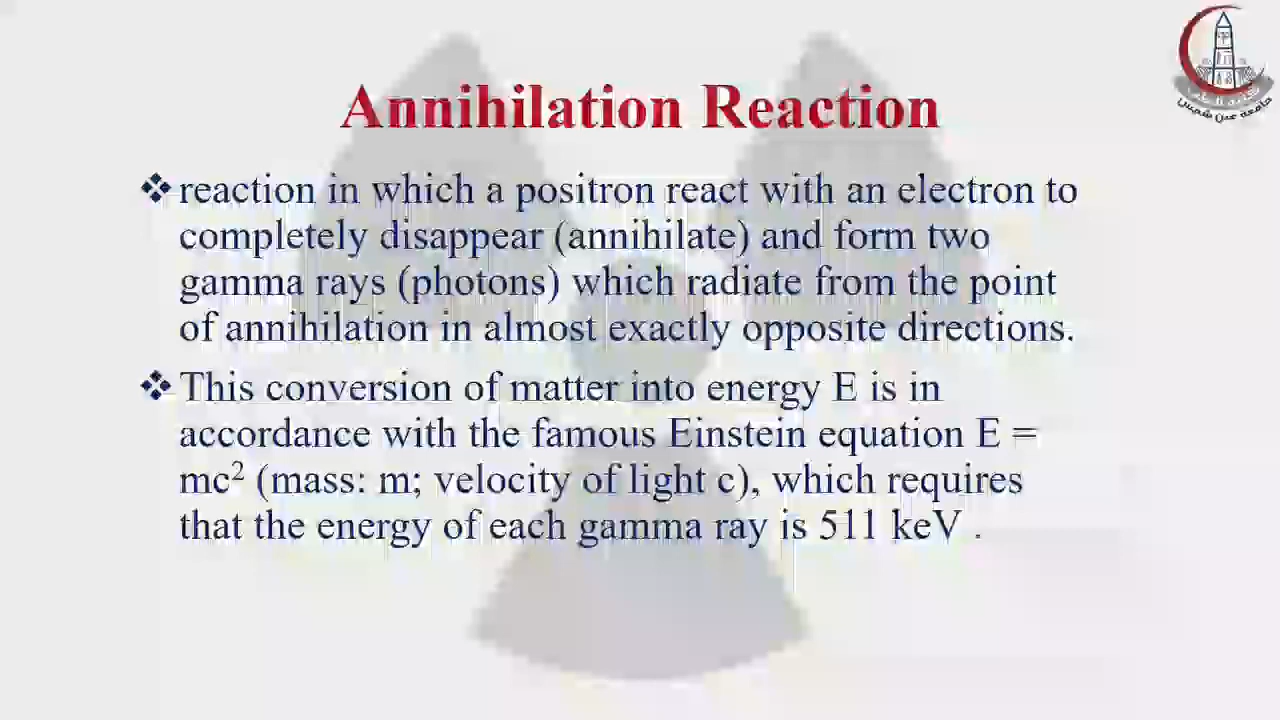 Annihilation Reaction
reaction in which a positron react with an electron to
completely disappear (annihilate) and form two
gamma rays (photons) which radiate from the point
of annihilation in almost exactly opposite directions.
This conversion of matter into energy E is in
accordance with the famous Einstein equation E =
mc² (mass: m; velocity of light c), which requires
that the energy of each gamma ray is 511 keV .
جامعة عين شمس